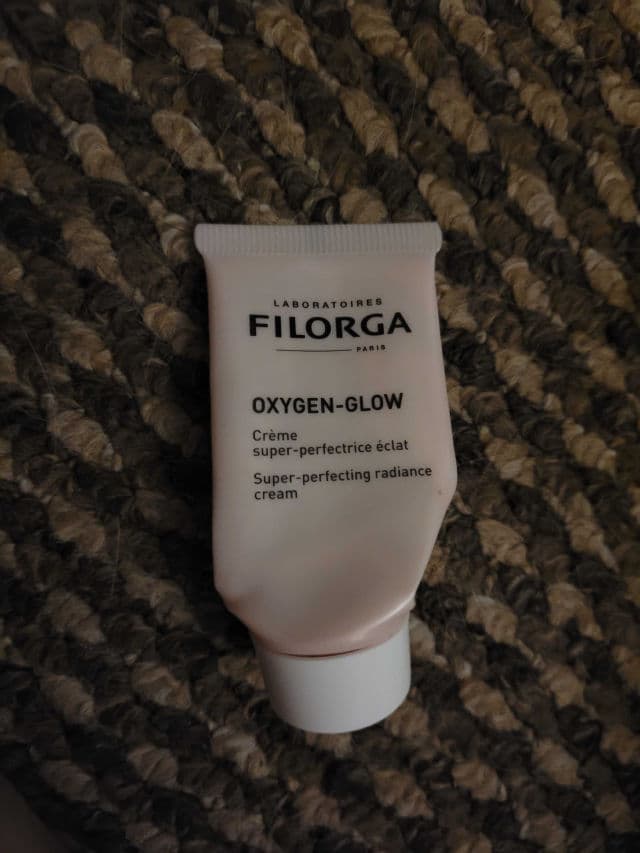 LABORATOIRES
FILORGA
PARIS
OXYGEN-GLOW
Crème
super-perfectrice éclat
Super-perfecting radiance
cream